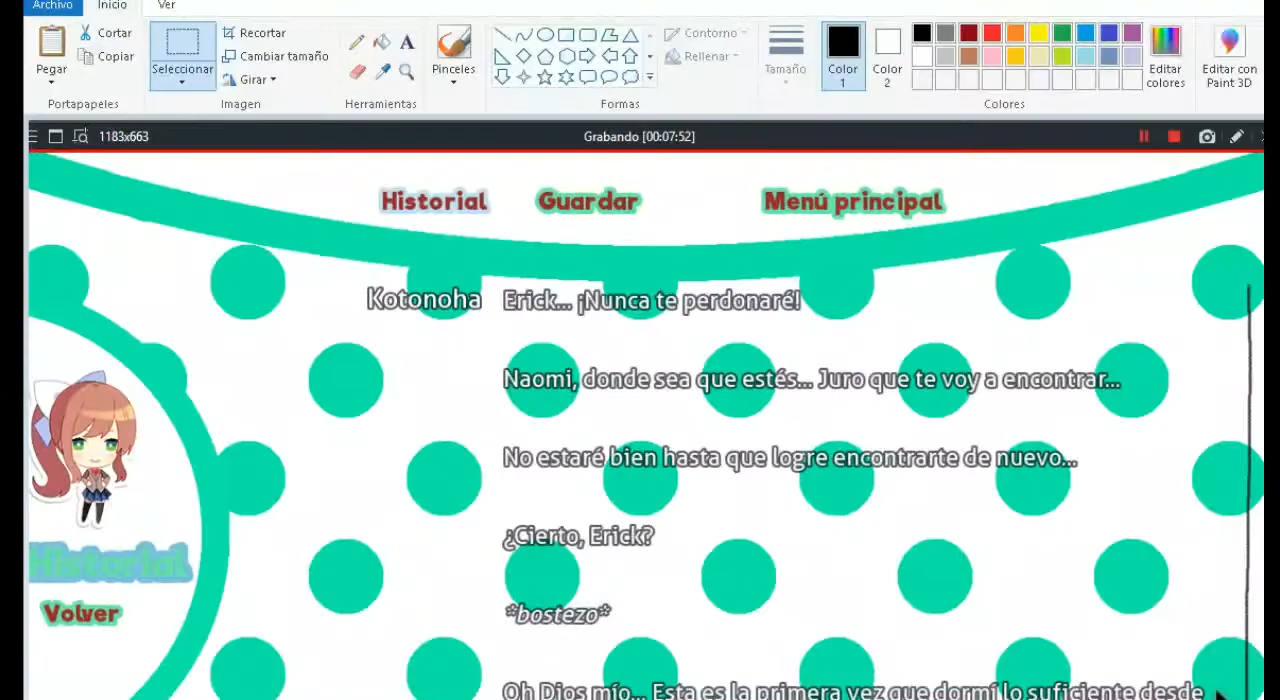 Archivo Inicio Ver
Pegar
Cortar
Copiar
Portapapeles
Seleccionar
Recortar
Cambiar tamaño
Girar
Imagen
A
Herramientas
Pinceles
Contorno
Rellenar
Formas
Tamaño
Color 1
Color 2
Editar colores
Colores
Editar con Paint 3D
1183x663 Grabando [00:07:52]
Historial Guardar Menú principal
Kotonoha Erick... ¡Nunca te perdonaré!
Naomi, donde sea que estés... Juro que te voy a encontrar...
No estaré bien hasta que logre encontrarte de nuevo...
¿Cierto, Erick?
*bostezo*
Historial
Volver
Oh Dios mío... Esta es la primera vez que dormí lo suficiente desde